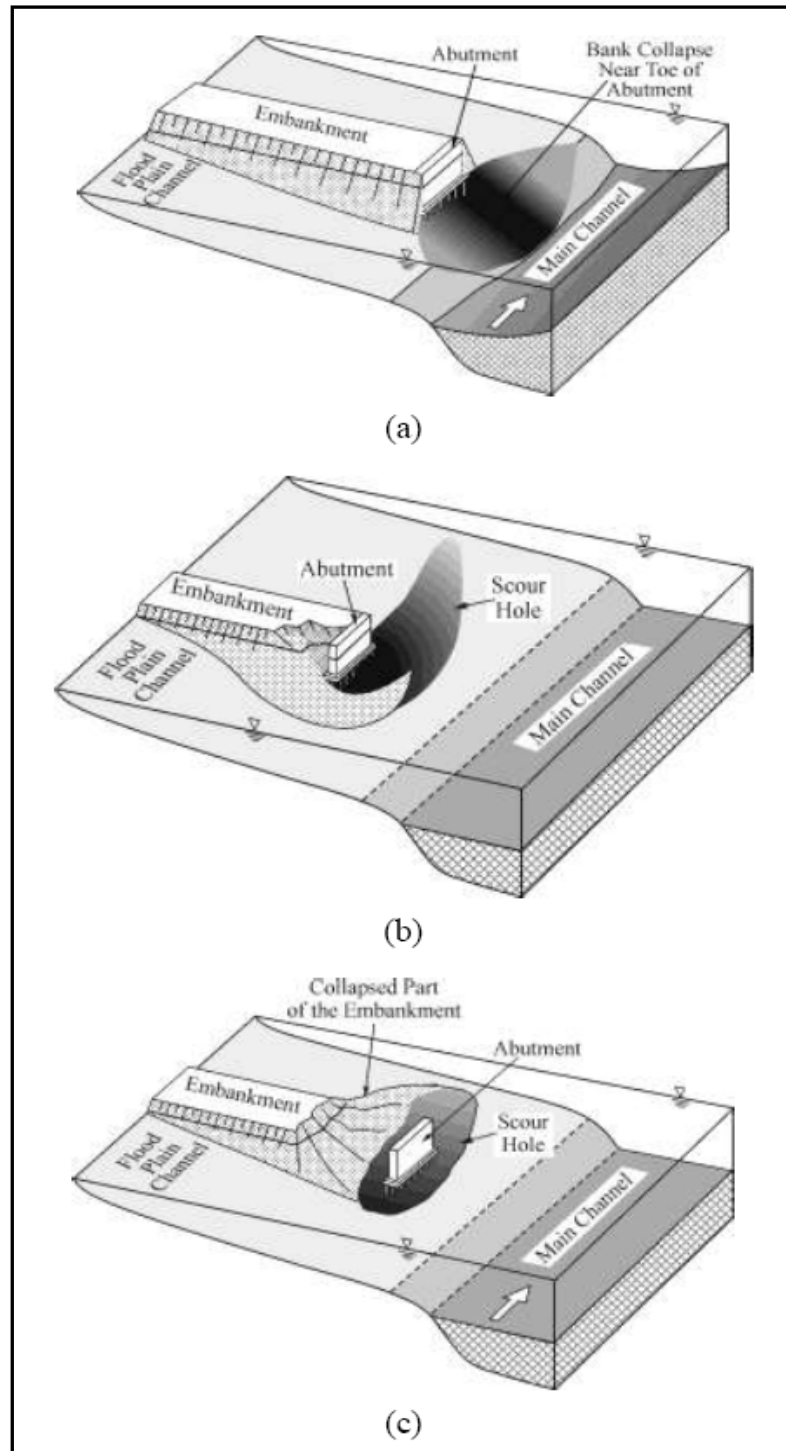 Abutment
Bank Collapse
Near Toe of
Abutment
Embankment
Flood Plain
Channel
Main Channel
(a)
Abutment
Embankment
Scour
Hole
Flood Plain
Channel
Main Channel
(b)
Collapsed Part
of the Embankment
Abutment
Embankment
Scour
Hole
Flood Plain
Channel
Main Channel
(c)